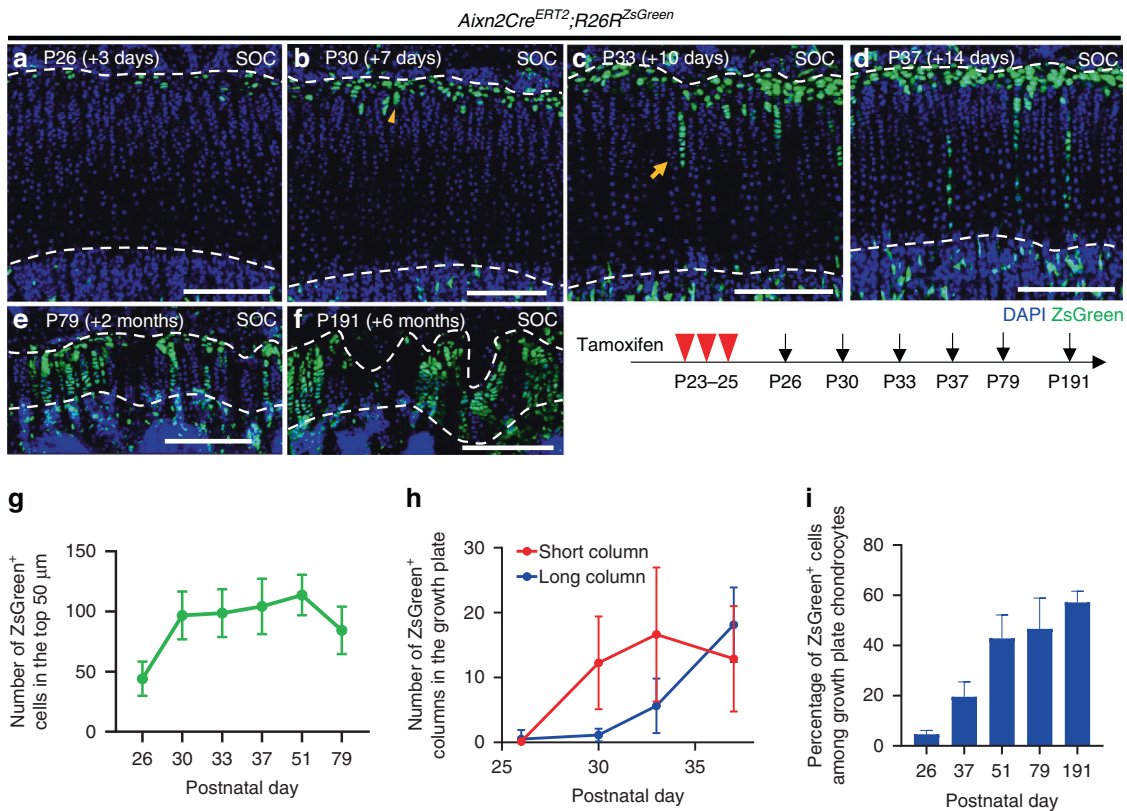 Aixn2CreERT2;R26RZsGreen
a P26 (+3 days) SOC
b P30 (+7 days) SOC
c P33 (+10 days) SOC
d P37 (+14 days) SOC
DAPI ZsGreen
e P79 (+2 months) SOC
f P191 (+6 months) SOC
Tamoxifen
P23–25 P26 P30 P33 P37 P79 P191
g
Number of ZsGreen+
cells in the top 50 μm
150
100
50
0
26 30 33 37 51 79
Postnatal day
h
Number of ZsGreen+
columns in the growth plate
Short column
Long column
30
20
10
0
25 30 35
Postnatal day
i
Percentage of ZsGreen+ cells
among growth plate chondrocytes
80
60
40
20
0
26 37 51 79 191
Postnatal day